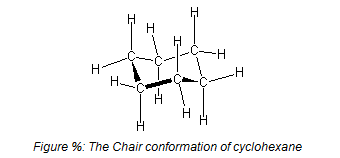 H H
H
H
C H
C C
H H
H C C C
H
H
H H
Figure %: The Chair conformation of cyclohexane